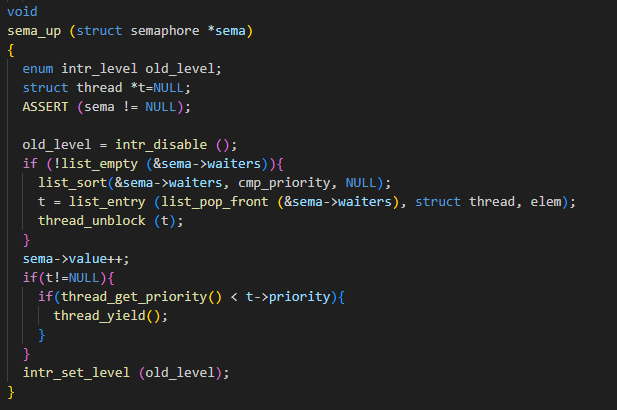 void
sema_up (struct semaphore *sema)
{
  enum intr_level old_level;
  struct thread *t=NULL;
  ASSERT (sema != NULL);

  old_level = intr_disable ();
  if (!list_empty (&sema->waiters)){
    list_sort(&sema->waiters, cmp_priority, NULL);
    t = list_entry (list_pop_front (&sema->waiters), struct thread, elem);
    thread_unblock (t);
  }
  sema->value++;
  if(t!=NULL){
    if(thread_get_priority() < t->priority){
      thread_yield();
    }
  }
  intr_set_level (old_level);
}